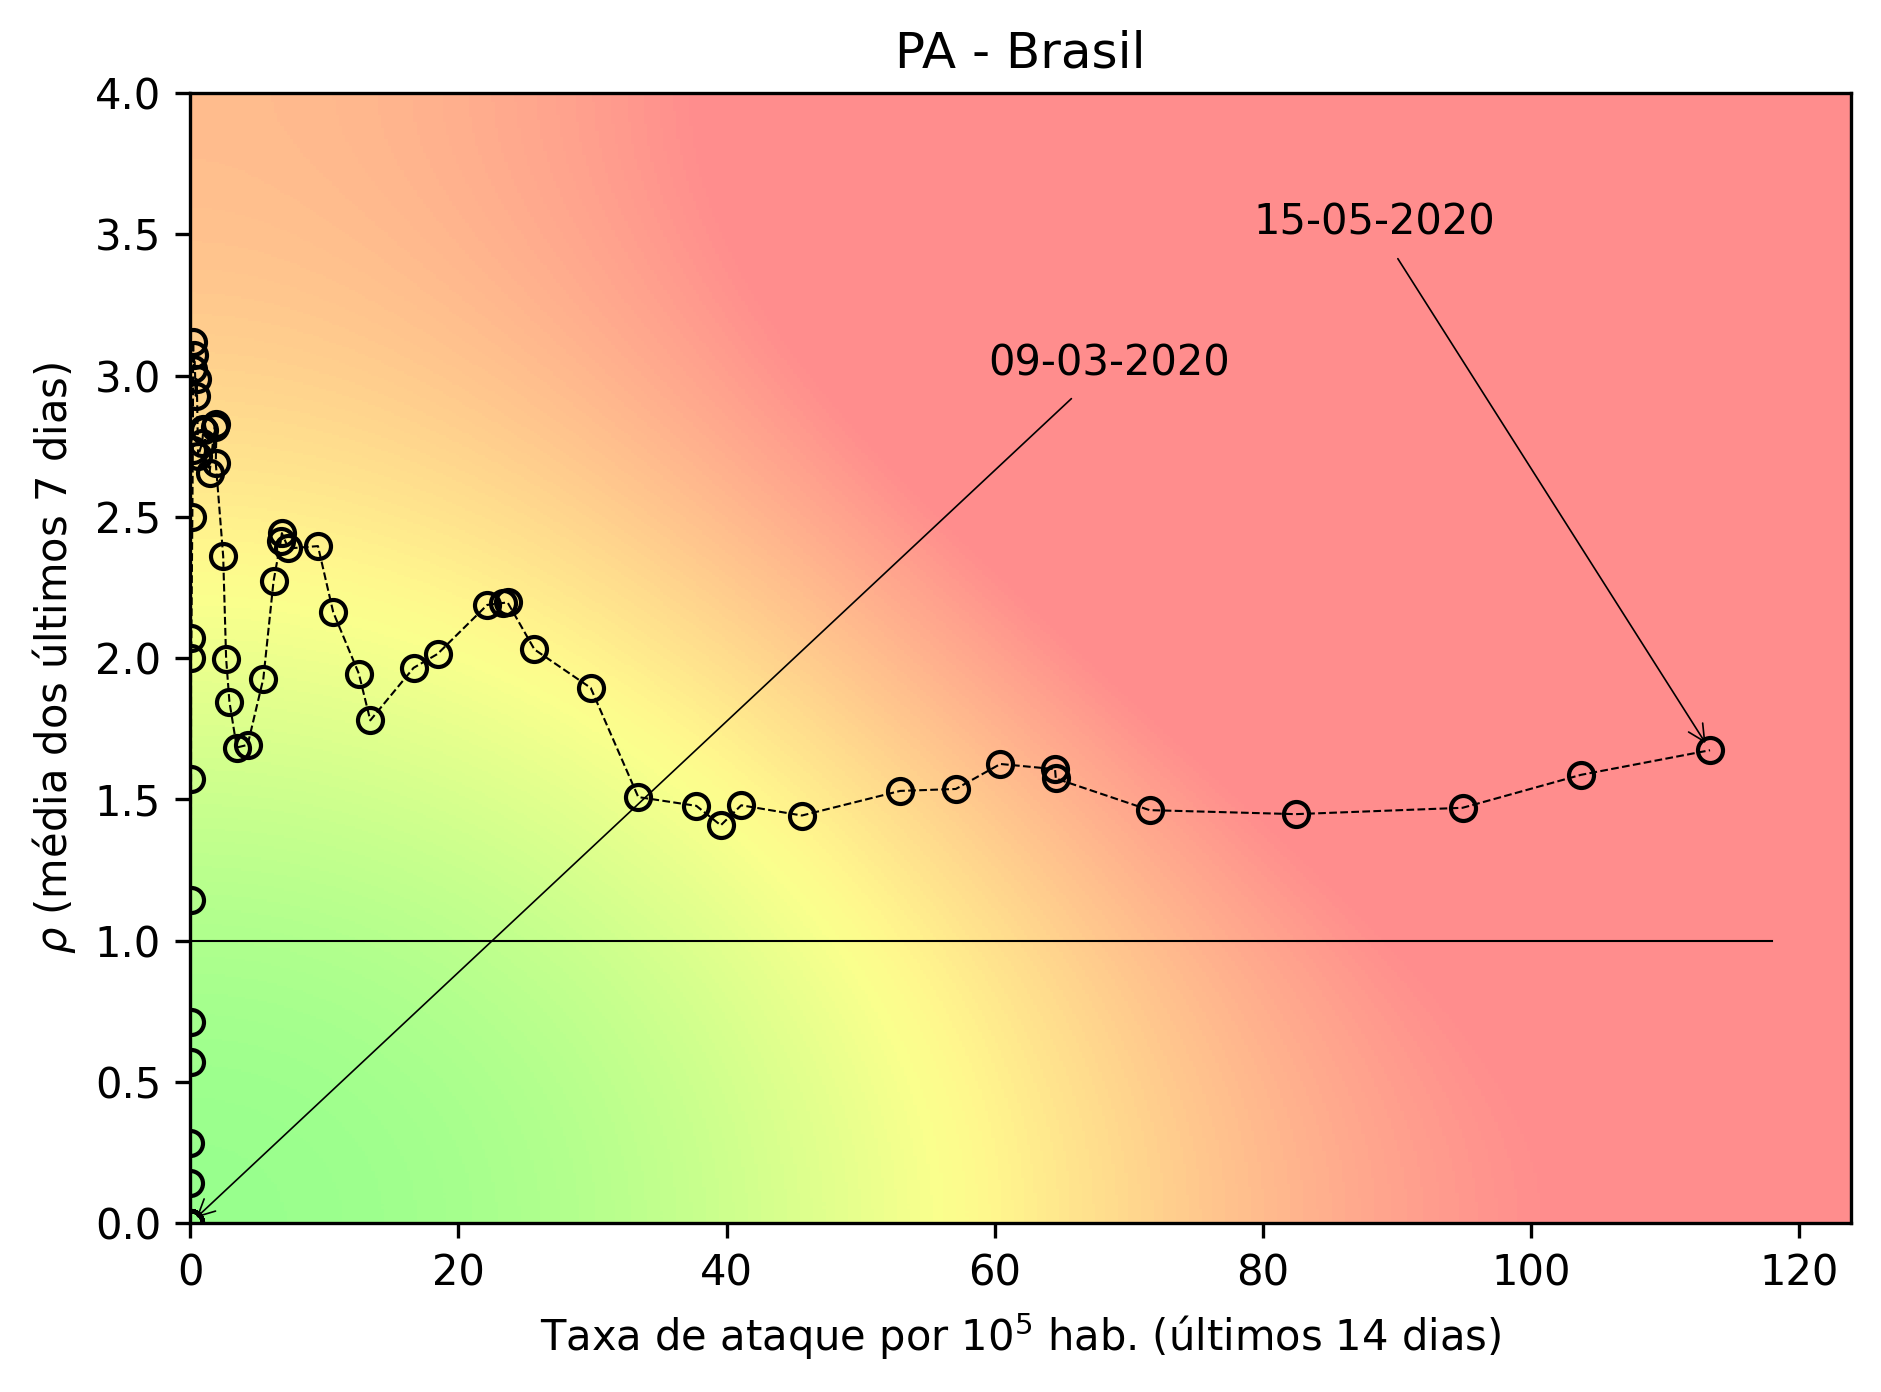 PA - Brasil
4.0
3.5
3.0
2.5
2.0
1.5
1.0
0.5
0.0
ρ (média dos últimos 7 dias)
15-05-2020
09-03-2020
0 20 40 60 80 100 120
Taxa de ataque por 10⁵ hab. (últimos 14 dias)